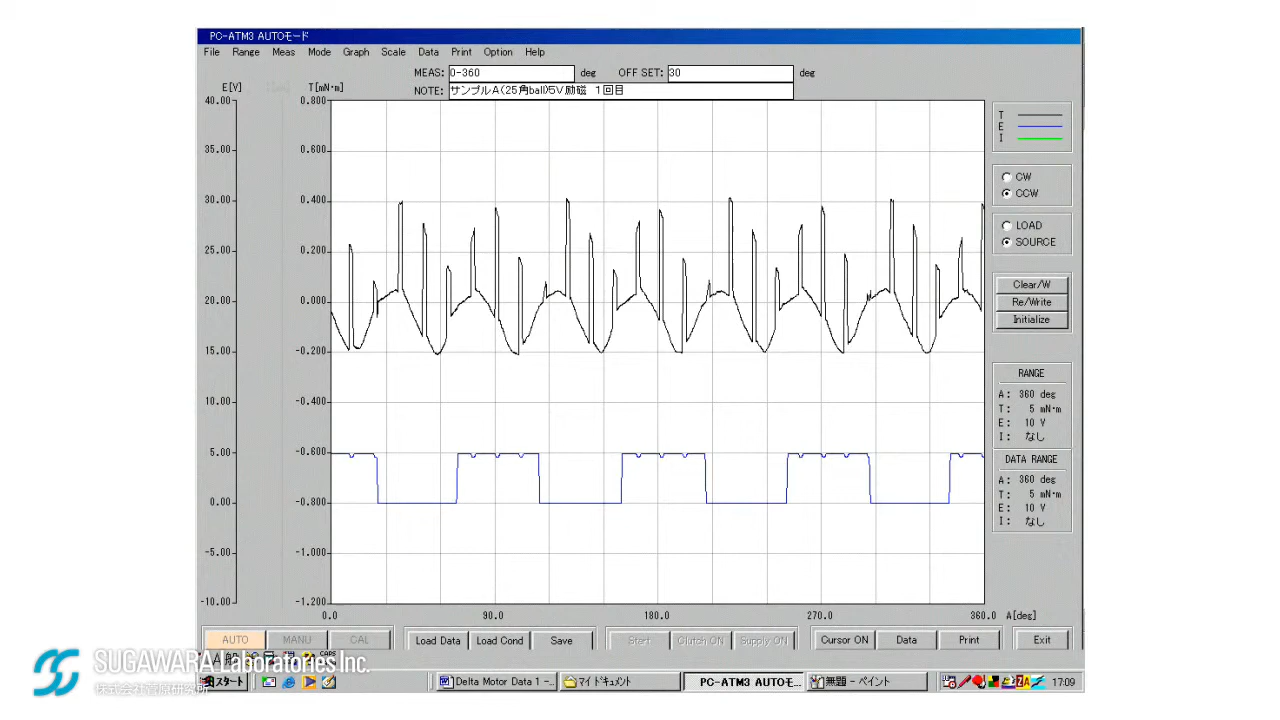 PC-ATM3 AUTOモード
File Range Meas Mode Graph Scale Data Print Option Help
MEAS: 0-360 deg OFF SET: 30 deg
NOTE: サンプルA(25角ball)5V励磁 1回目
E[V] T[mN·m]
40.00 0.800
35.00 0.600
30.00 0.400
25.00 0.200
20.00 0.000
15.00 -0.200
10.00 -0.400
5.00 -0.600
0.00 -0.800
-5.00 -1.000
-10.00 -1.200
0.0 90.0 180.0 270.0 360.0 A[deg]
T
E
I
CW
CCW
LOAD
SOURCE
Clear/W
Re/Write
Initialize
RANGE
A: 360 deg
T: 5 mN·m
E: 10 V
I: なし
DATA RANGE
A: 360 deg
T: 5 mN·m
E: 10 V
I: なし
AUTO MANU CAL Load Data Load Cond Save Start Clutch ON Supply ON Cursor ON Data Print Exit
SUGAWARA Laboratories Inc.
株式会社菅原研究所
スタート Delta Motor Data 1 -... マイ ドキュメント PC-ATM3 AUTOモ... 無題 - ペイント 17:09